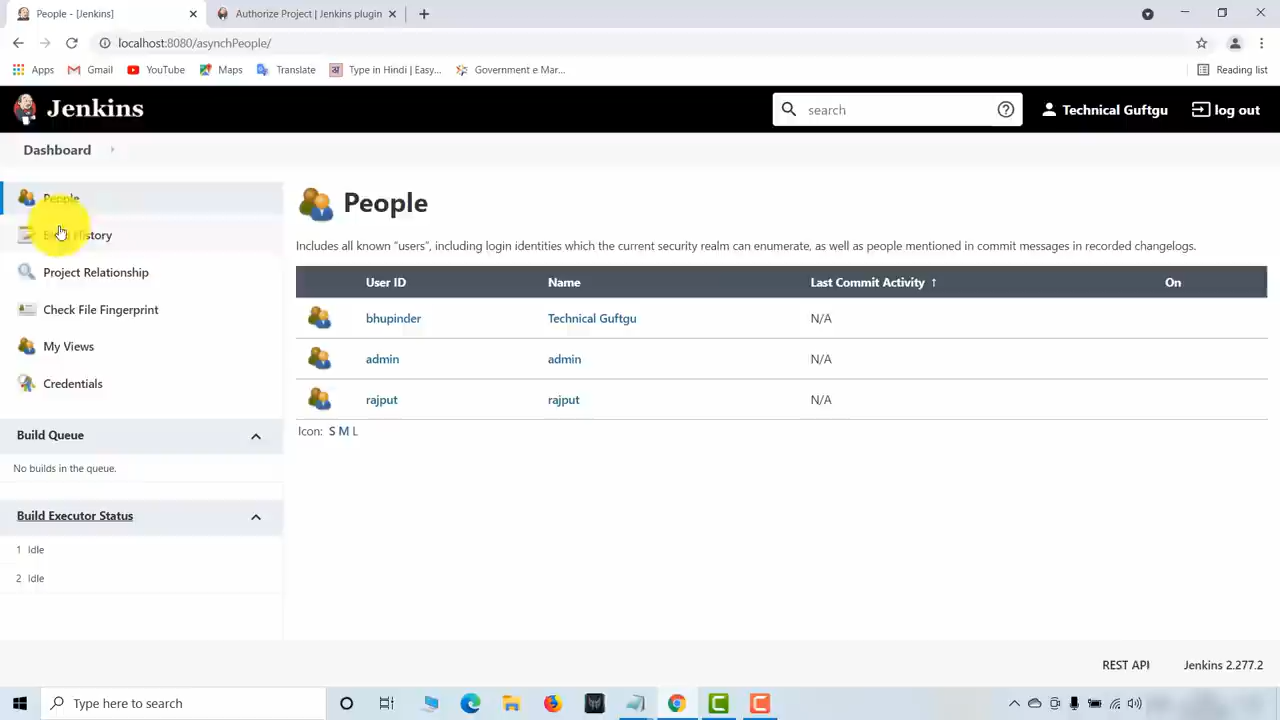 People - [Jenkins]
Authorize Project | Jenkins plugin
localhost:8080/asynchPeople/
Apps Gmail YouTube Maps Translate Type in Hindi | Easy... Government e Mar... Reading list
Jenkins search Technical Guftgu log out
Dashboard
People
History
Project Relationship
Check File Fingerprint
My Views
Credentials
Build Queue
No builds in the queue.
Build Executor Status
1 Idle
2 Idle
People
Includes all known “users”, including login identities which the current security realm can enumerate, as well as people mentioned in commit messages in recorded changelogs.
User ID Name Last Commit Activity ↑ On
bhupinder Technical Guftgu N/A
admin admin N/A
rajput rajput N/A
Icon: S M L
REST API Jenkins 2.277.2
Type here to search